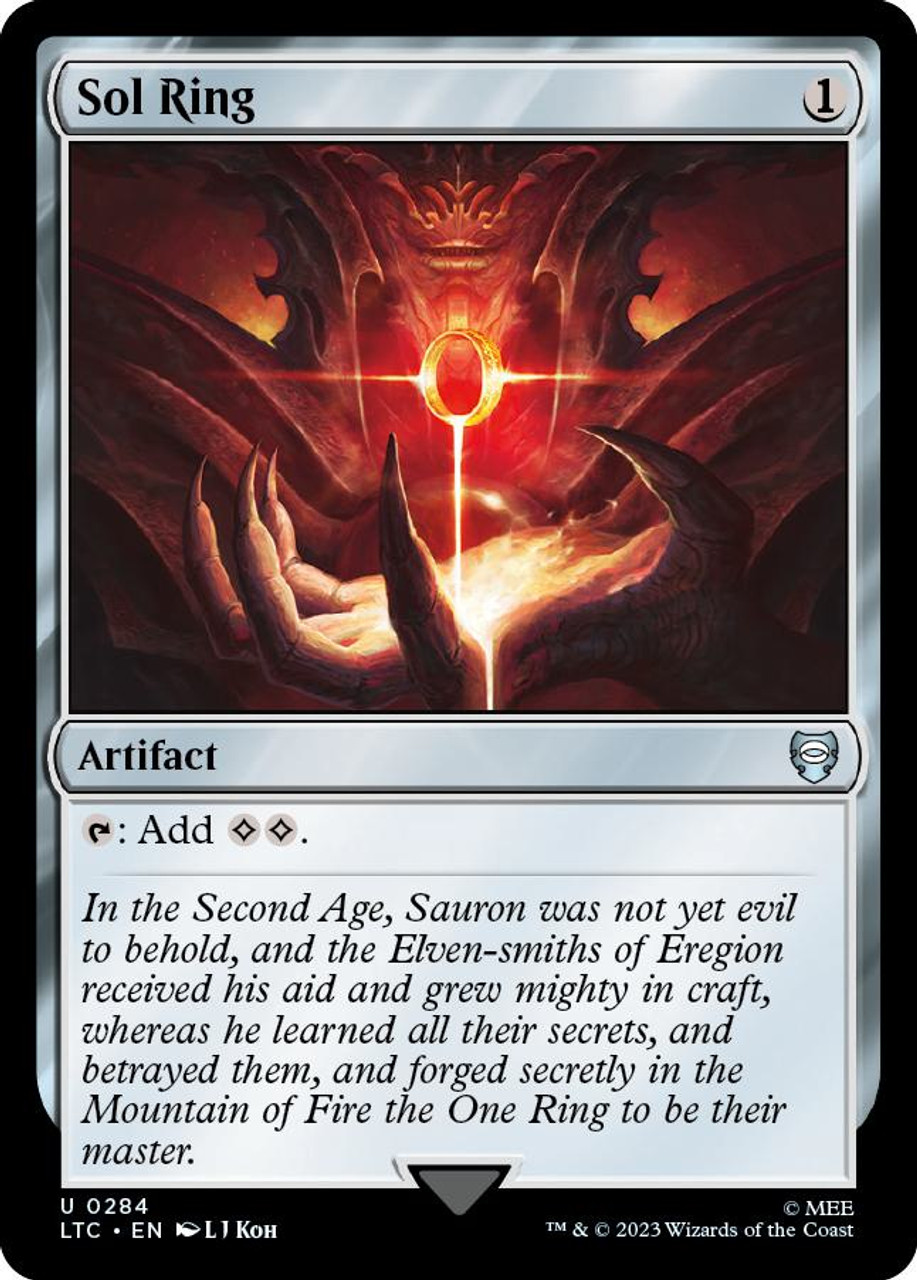 Sol Ring 1
Artifact
: Add .
In the Second Age, Sauron was not yet evil
to behold, and the Elven-smiths of Eregion
received his aid and grew mighty in craft,
whereas he learned all their secrets, and
betrayed them, and forged secretly in the
Mountain of Fire the One Ring to be their
master.
U 0284
LTC • EN LJ Koh
© MEE
™ & © 2023 Wizards of the Coast